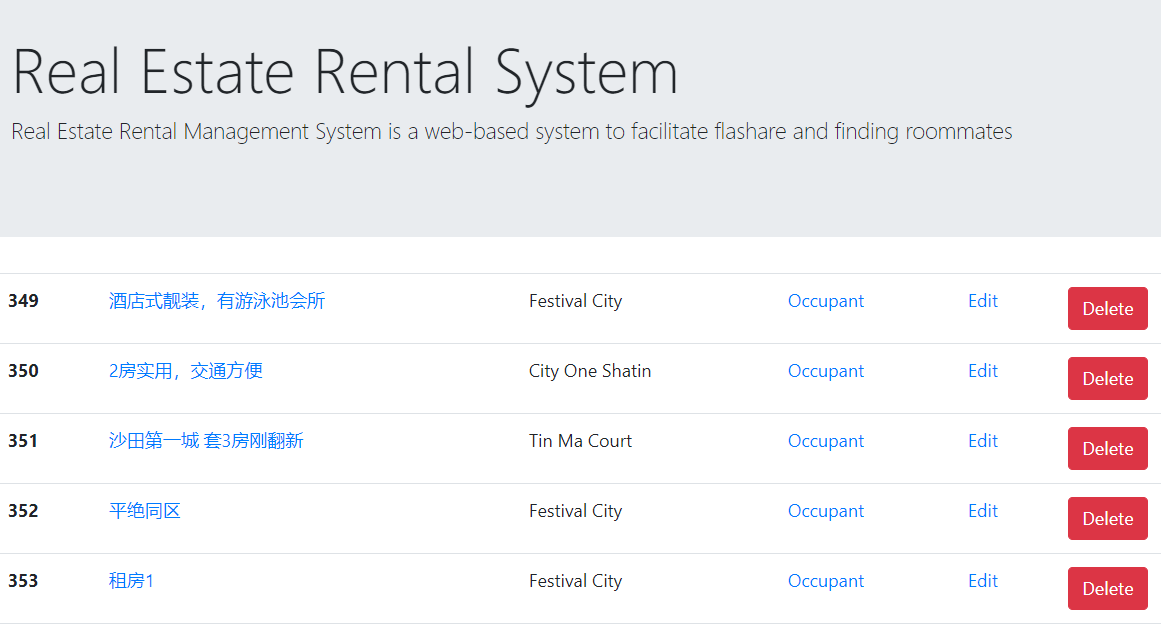 Real Estate Rental System
Real Estate Rental Management System is a web-based system to facilitate flashare and finding roommates
349 酒店式靓装，有游泳池会所 Festival City Occupant Edit Delete
350 2房实用，交通方便 City One Shatin Occupant Edit Delete
351 沙田第一城 套3房刚翻新 Tin Ma Court Occupant Edit Delete
352 平绝同区 Festival City Occupant Edit Delete
353 租房1 Festival City Occupant Edit Delete